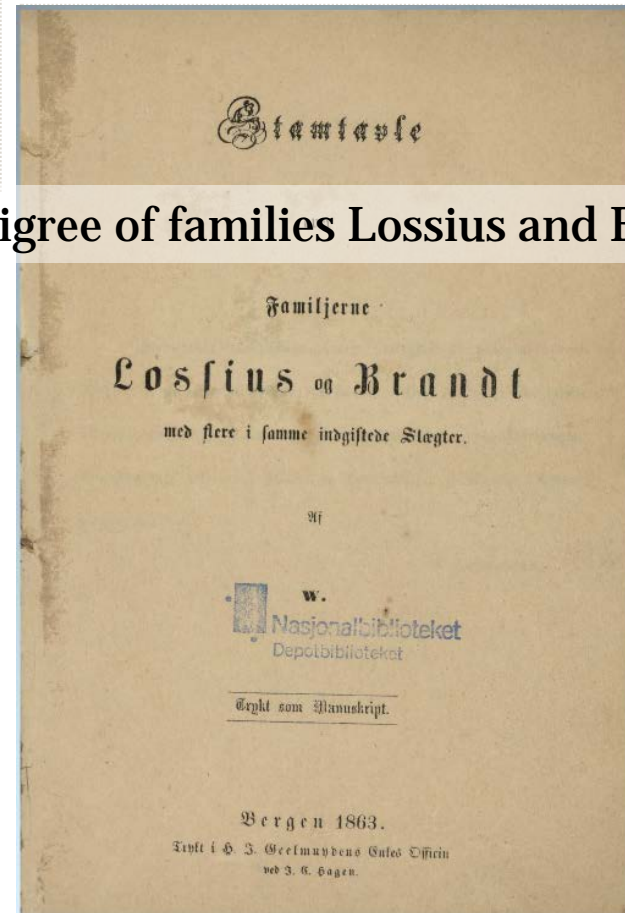 Stamtavle
igree of families Lossius and
Familjerne
Lossius og Brandt
med flere i samme indgiftede Slægter.
Af
W.
Nasjonalbiblioteket
Depotbiblioteket
Trykt som Manuskript.
Bergen 1863.
Trykt i H. J. Geelmuydens Enkes Officin
ved J. C. Hagen.